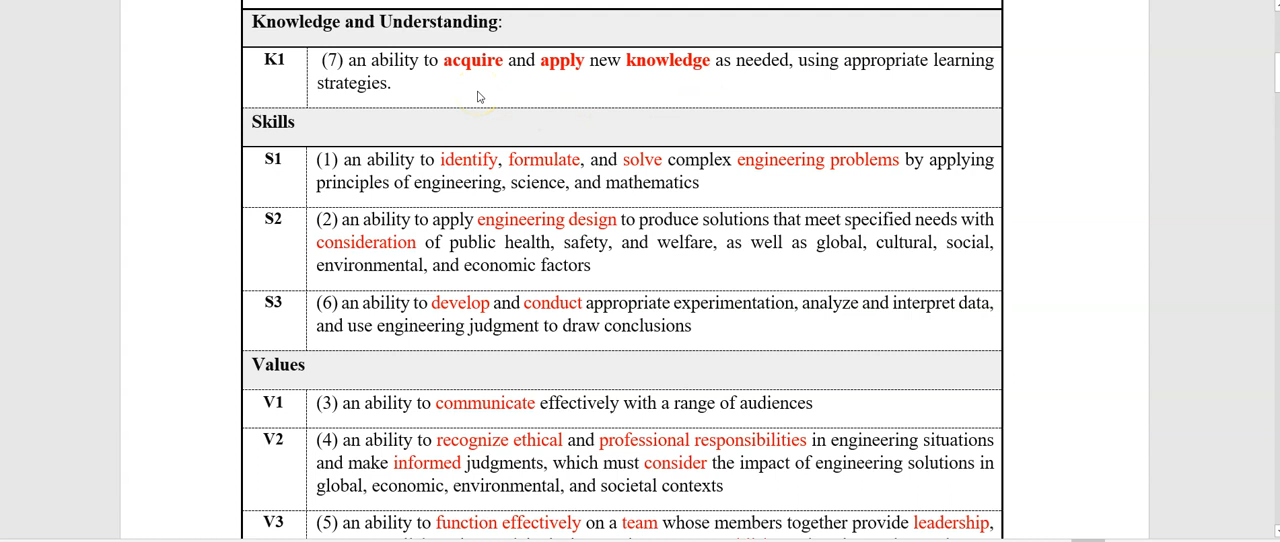 Knowledge and Understanding:
K1 (7) an ability to acquire and apply new knowledge as needed, using appropriate learning
strategies.
Skills
S1 (1) an ability to identify, formulate, and solve complex engineering problems by applying
principles of engineering, science, and mathematics
S2 (2) an ability to apply engineering design to produce solutions that meet specified needs with
consideration of public health, safety, and welfare, as well as global, cultural, social,
environmental, and economic factors
S3 (6) an ability to develop and conduct appropriate experimentation, analyze and interpret data,
and use engineering judgment to draw conclusions
Values
V1 (3) an ability to communicate effectively with a range of audiences
V2 (4) an ability to recognize ethical and professional responsibilities in engineering situations
and make informed judgments, which must consider the impact of engineering solutions in
global, economic, environmental, and societal contexts
V3 (5) an ability to function effectively on a team whose members together provide leadership,